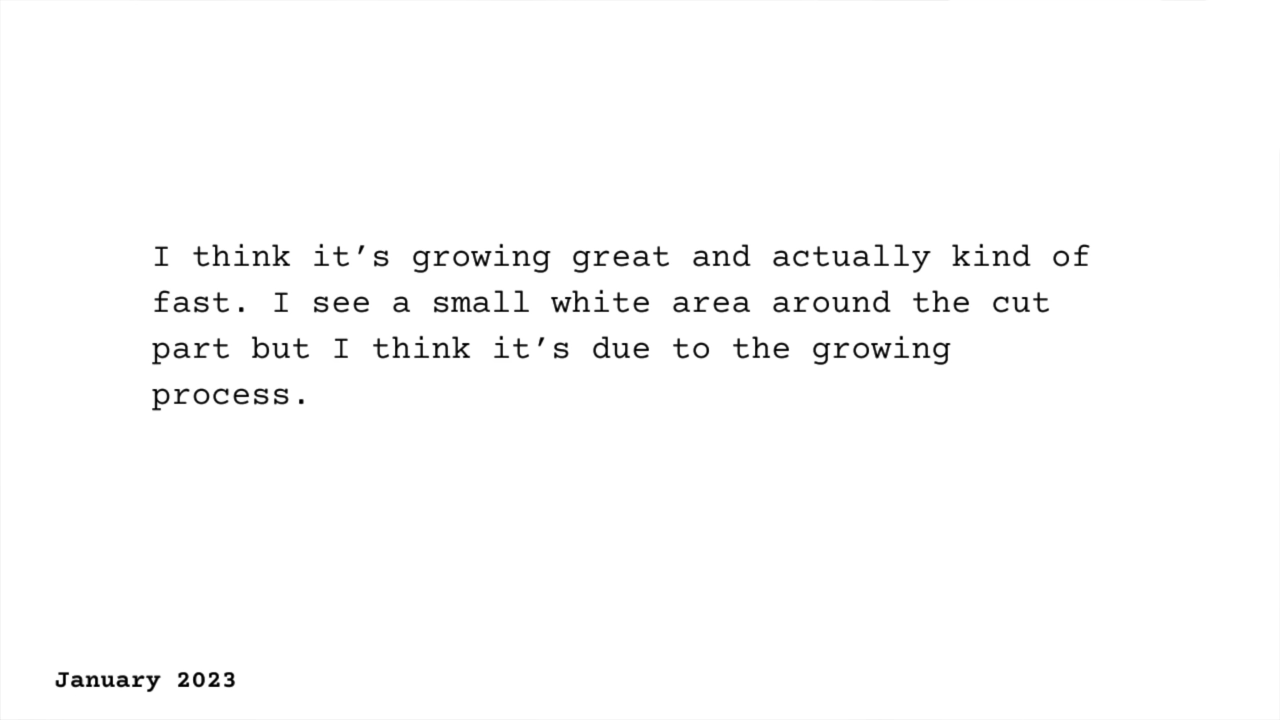 I think it’s growing great and actually kind of
fast. I see a small white area around the cut
part but I think it’s due to the growing
process.
January 2023